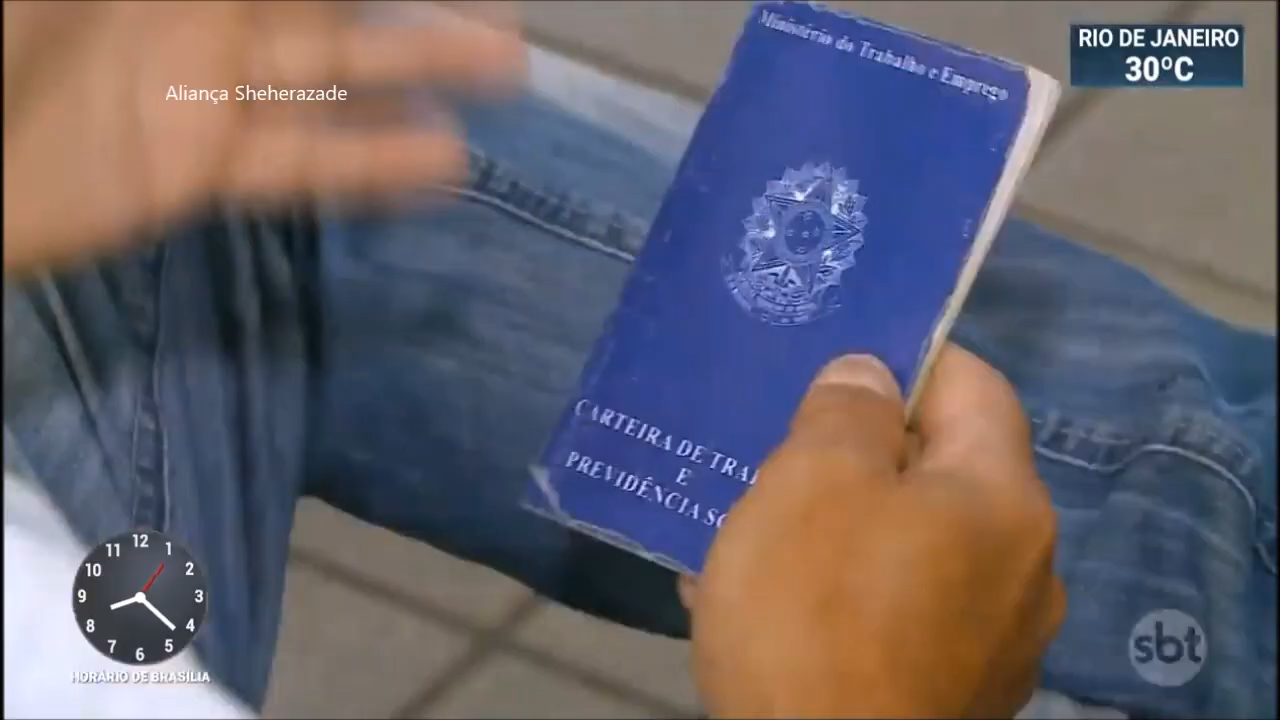 Ministério do Trabalho e Emprego
RIO DE JANEIRO
30°C
Aliança Sheherazade
CARTEIRA DE TRA
E
PREVIDÊNCIA
12
11
1
10
2
9
3
8
4
7
5
6
HORÁRIO DE BRASÍLIA
sbt